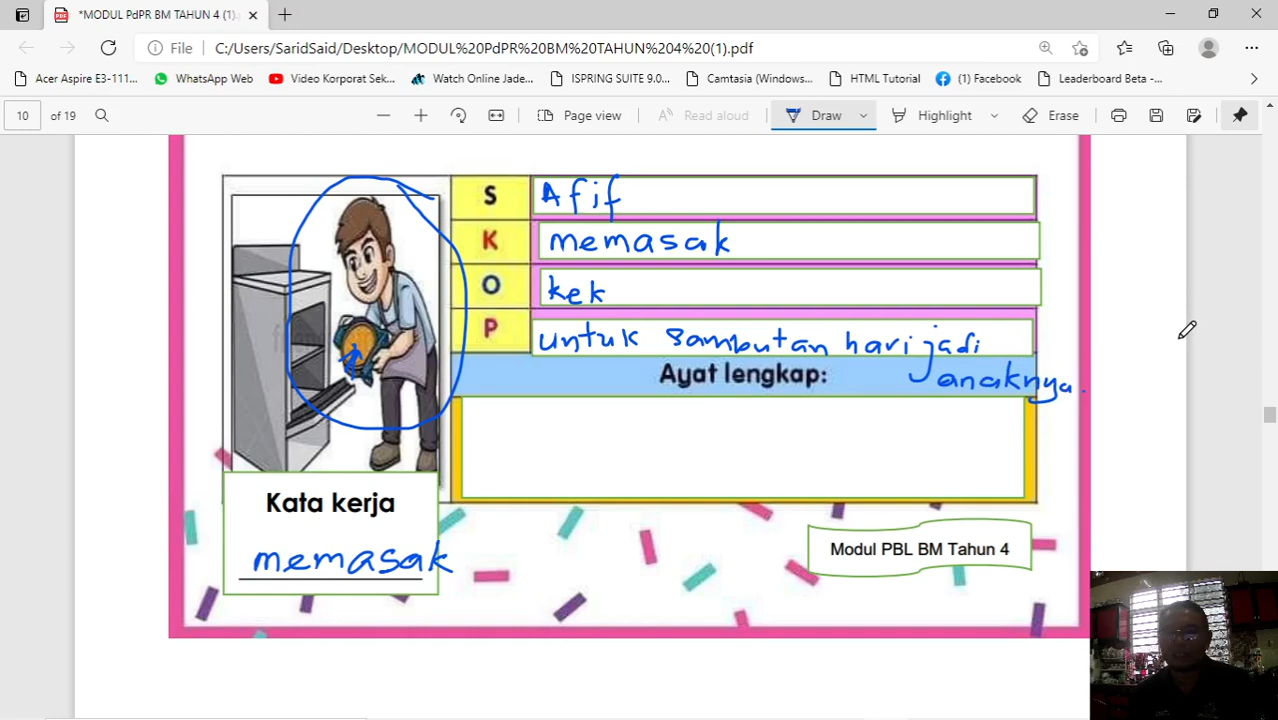 *MODUL PdPR BM TAHUN 4 (1).p
File C:/Users/SaridSaid/Desktop/MODUL%20PdPR%20BM%20TAHUN%204%20(1).pdf
Acer Aspire E3-111... WhatsApp Web Video Korporat Sek... Watch Online Jade... ISPRING SUITE 9.0... Camtasia (Windows... HTML Tutorial (1) Facebook Leaderboard Beta -...
10 of 19 Page view Read aloud Draw Highlight Erase
S Afif
K memasak
O kek
P untuk sambutan hari jadi
Ayat lengkap: anaknya.
Kata kerja
memasak
Modul PBL BM Tahun 4